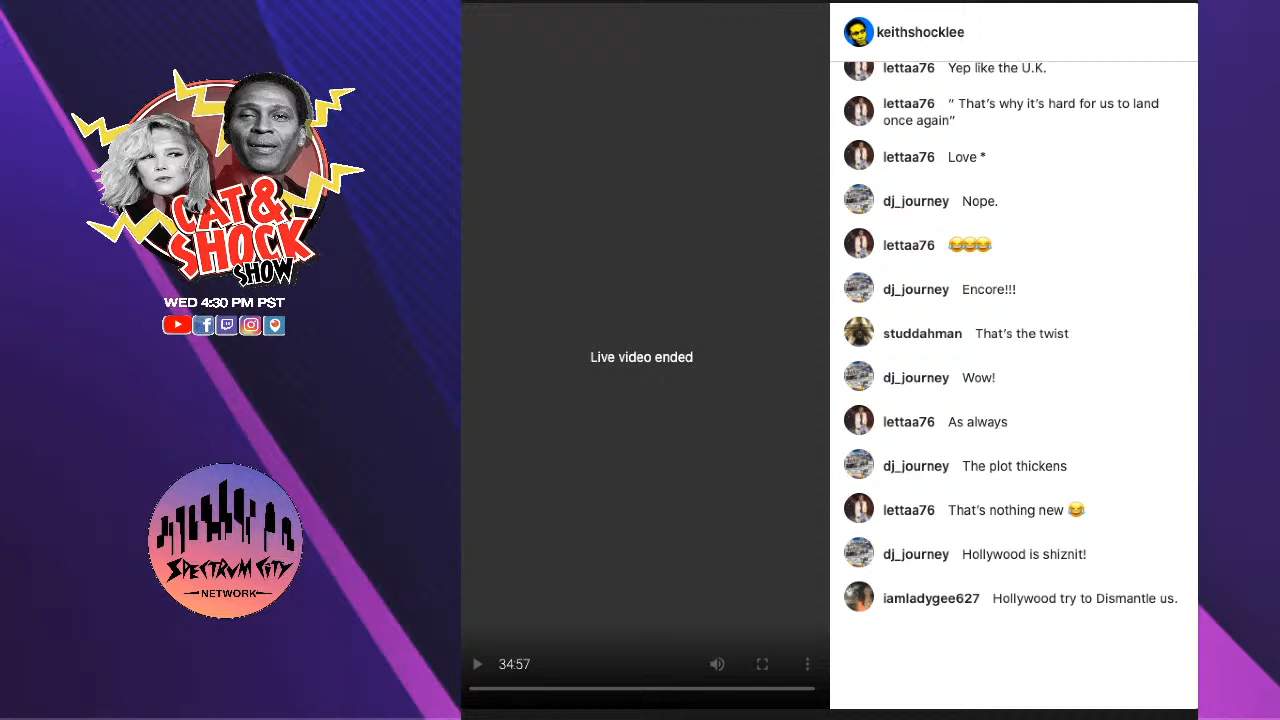 CAT &
SHOCK
SHOW
WED 4:30 PM PST
SPECTRUM CITY
NETWORK
Live video ended
34:57
keithshocklee
lettaa76 Yep like the U.K.
lettaa76 “ That’s why it’s hard for us to land
once again”
lettaa76 Love *
dj_journey Nope.
lettaa76 😂😂😂
dj_journey Encore!!!
studdahman That’s the twist
dj_journey Wow!
lettaa76 As always
dj_journey The plot thickens
lettaa76 That’s nothing new 😂
dj_journey Hollywood is shiznit!
iamladygee627 Hollywood try to Dismantle us.